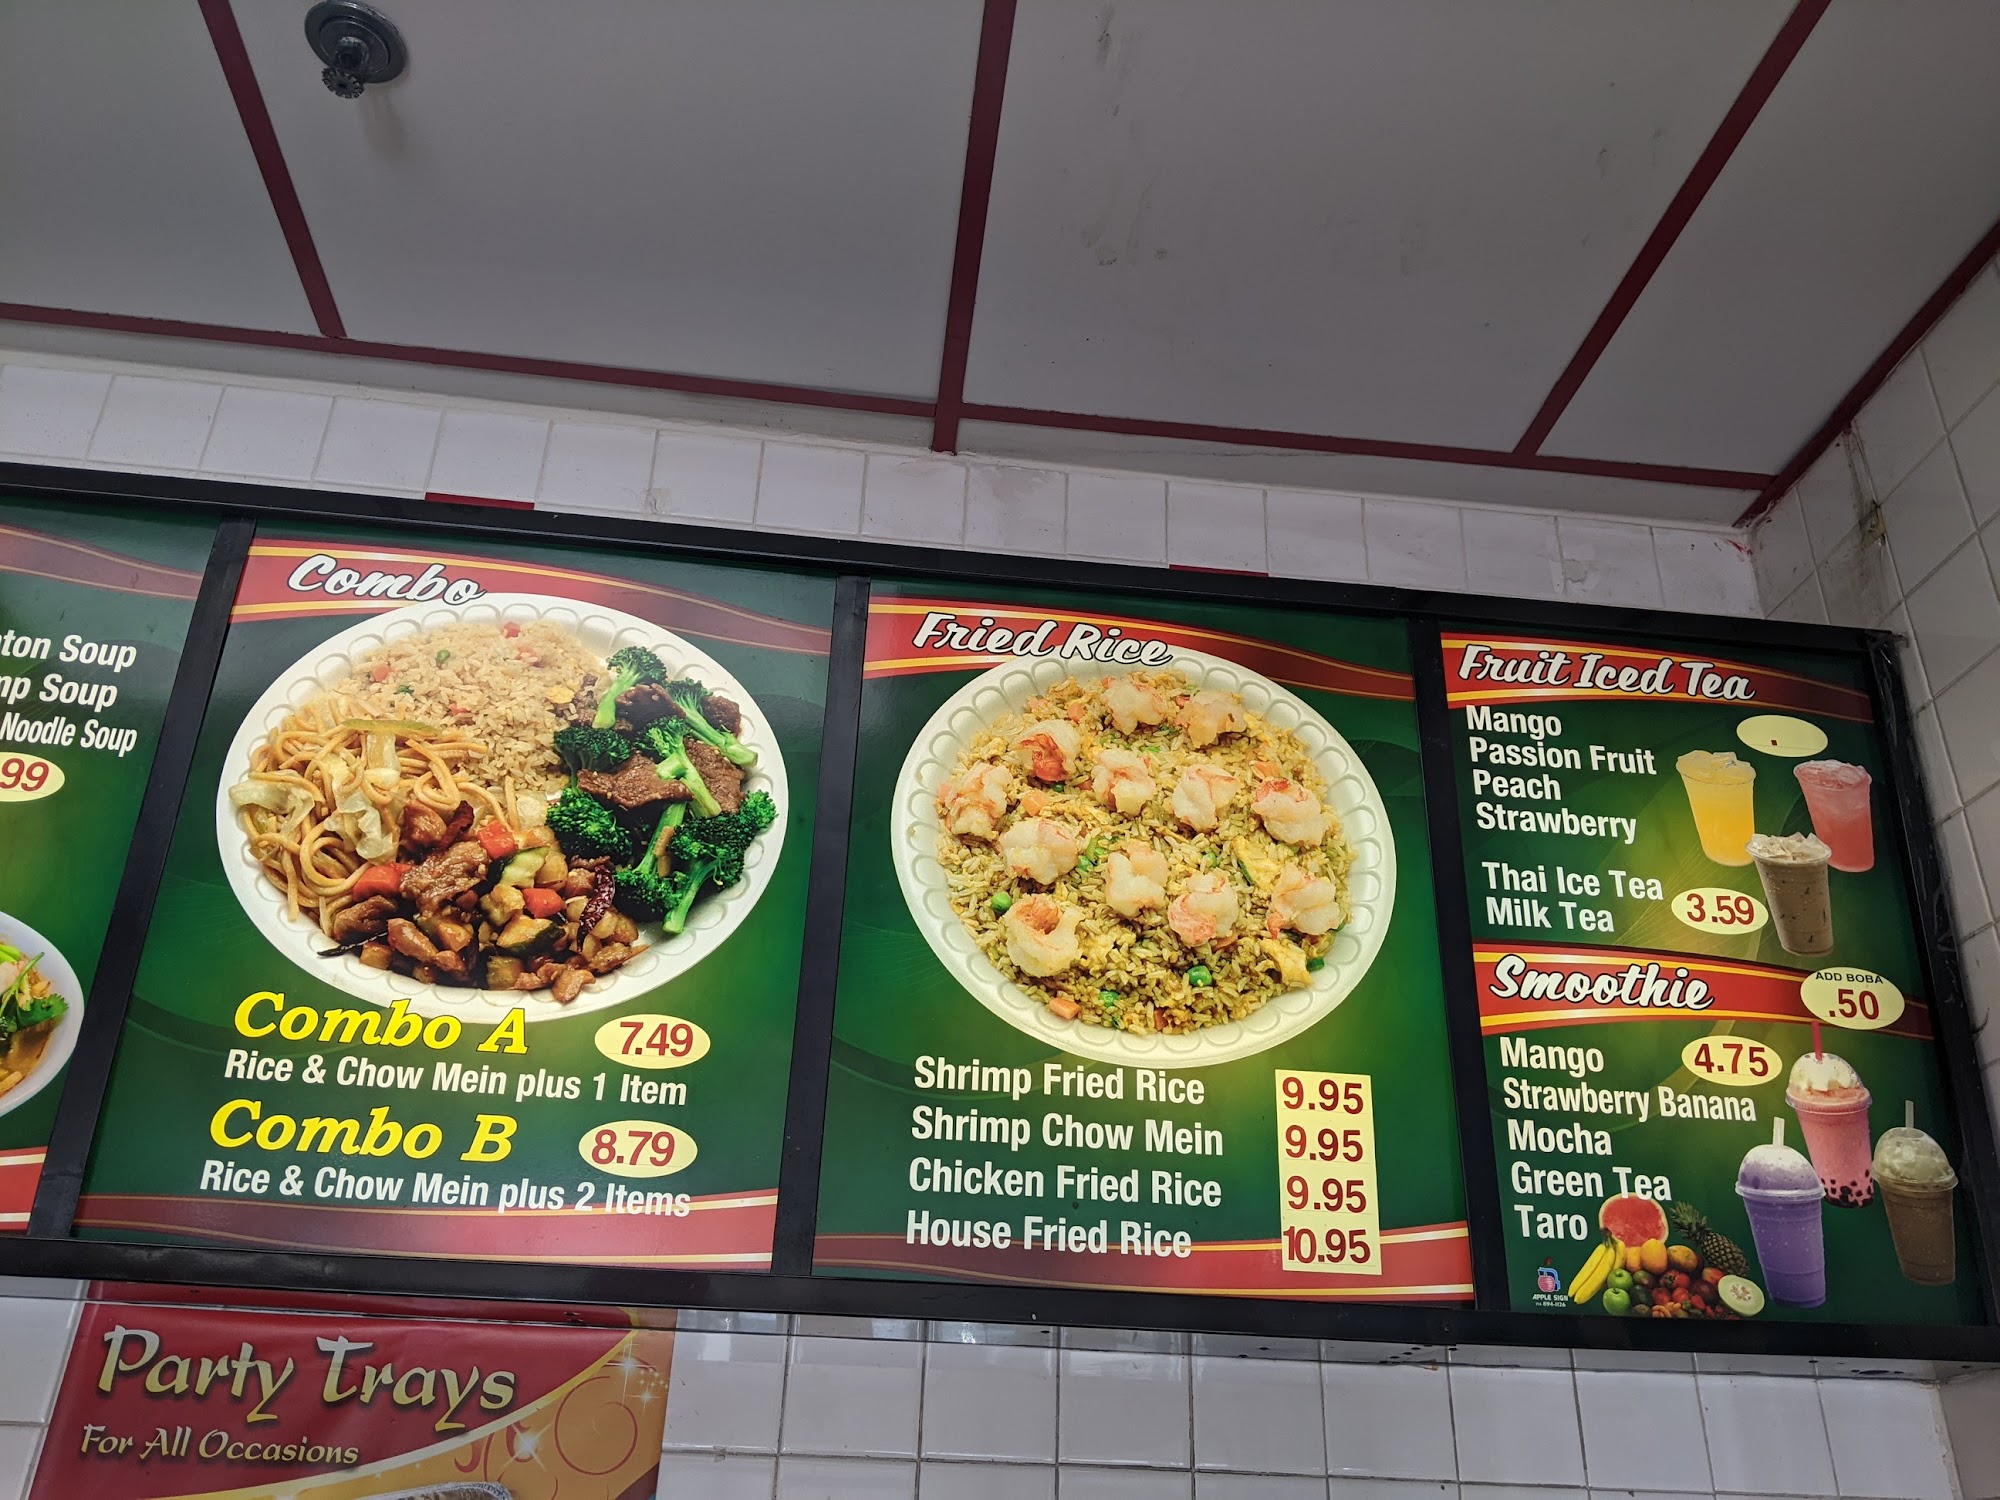 Soup
Soup
Noodle Soup
.99
Combo
Combo A 7.49
Rice & Chow Mein plus 1 Item
Combo B 8.79
Rice & Chow Mein plus 2 Items
Fried Rice
Shrimp Fried Rice 9.95
Shrimp Chow Mein 9.95
Chicken Fried Rice 9.95
House Fried Rice 10.95
Fruit Iced Tea
Mango
Passion Fruit
Peach
Strawberry
Thai Ice Tea
Milk Tea 3.59
Smoothie
ADD BOBA
.50
Mango 4.75
Strawberry Banana
Mocha
Green Tea
Taro
APPLE SIGN
894-1126
Party Trays
For All Occasions